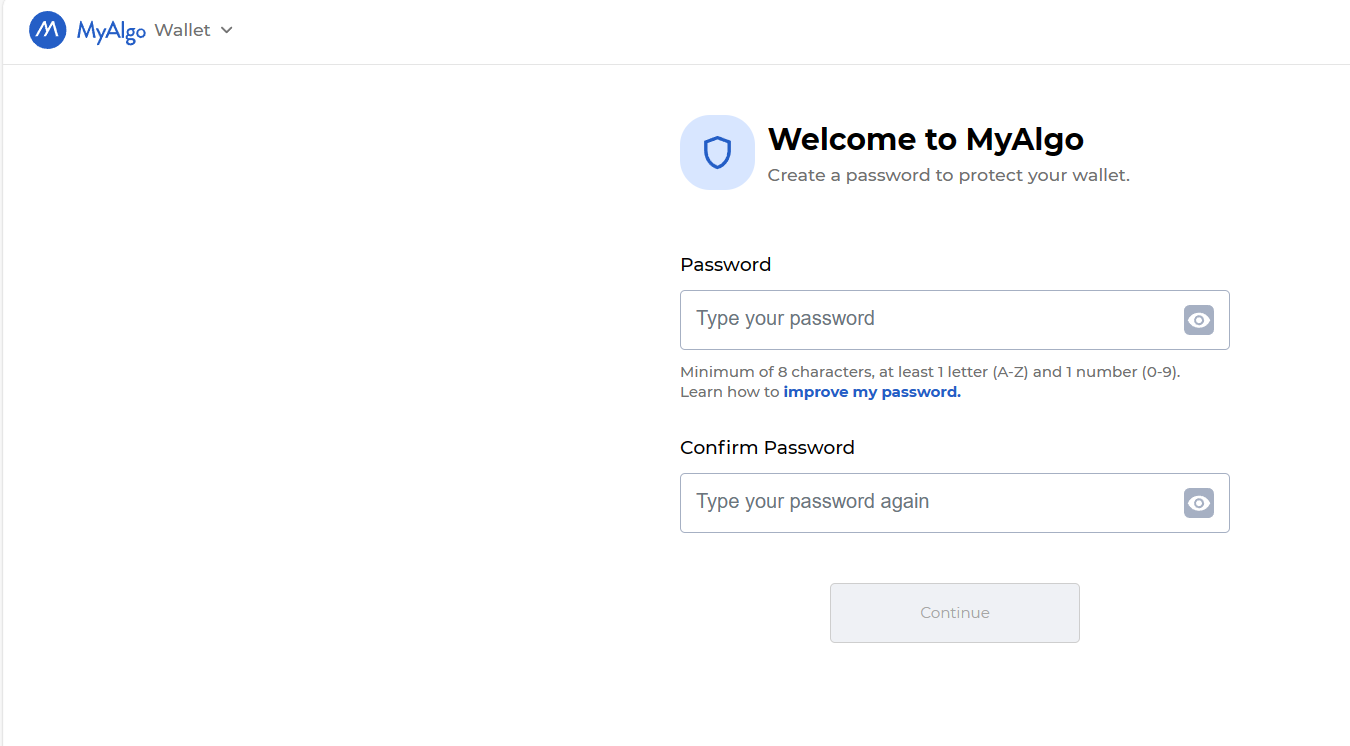 MyAlgo Wallet
Welcome to MyAlgo
Create a password to protect your wallet.
Password
Type your password
Minimum of 8 characters, at least 1 letter (A-Z) and 1 number (0-9).
Learn how to improve my password.
Confirm Password
Type your password again
Continue